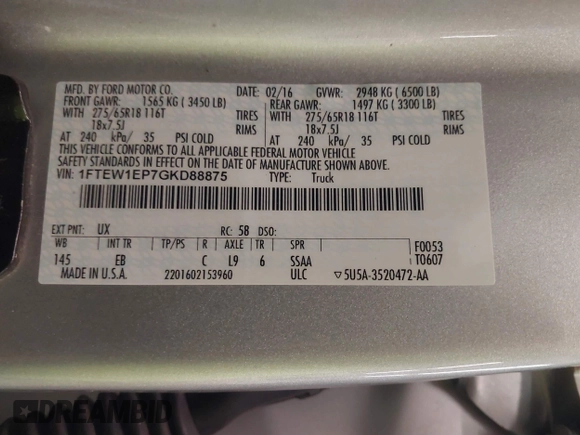 MFD. BY FORD MOTOR CO. DATE: 02/16 GVWR: 2948 KG ( 6500 LB)
FRONT GAWR: 1565 KG ( 3450 LB) REAR GAWR: 1497 KG ( 3300 LB)
WITH 275/65R18 116T TIRES WITH 275/65R18 116T TIRES
18x7.5J RIMS 18x7.5J RIMS
AT 240 kPa/ 35 PSI COLD AT 240 kPa/ 35 PSI COLD
THIS VEHICLE CONFORMS TO ALL APPLICABLE FEDERAL MOTOR VEHICLE
SAFETY STANDARDS IN EFFECT ON THE DATE OF MANUFACTURE SHOWN ABOVE.
VIN: 1FTEW1EP7GKD88875 TYPE: Truck
EXT PNT: UX RC: 58 DSO:
WB INT TR TP/PS R AXLE TR SPR F0053
145 EB C L9 6 SSAA T0607
MADE IN U.S.A. 2201602153960 ULC ▽5U5A-3520472-AA
DREAMBID